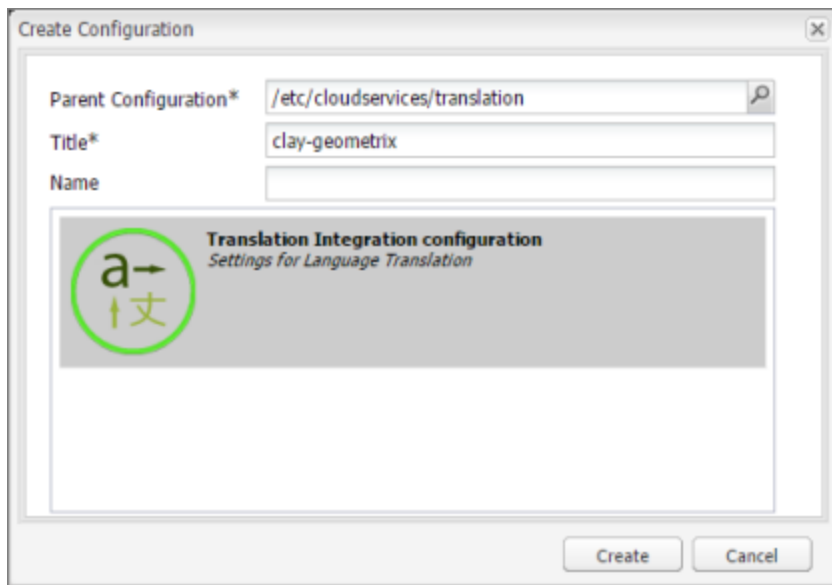 Create Configuration
Parent Configuration* /etc/cloudservices/translation
Title* clay-geometrix
Name
Translation Integration configuration
Settings for Language Translation
a
丈
Create Cancel